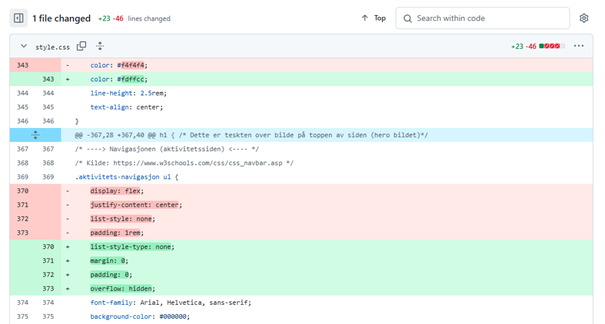 1 file changed +23 -46 lines changed Top Search within code
style.css +23 -46
343 - color: #f4f4f4;
343 + color: #fdffcc;
344 344 line-height: 2.5rem;
345 345 text-align: center;
346 346 }
@@ -367,28 +367,40 @@ h1 { /* Dette er teskten over bilde på toppen av siden (hero bildet)*/
367 367 /* ----> Navigasjonen (aktivitetssiden) <---- */
368 368 /* Kilde: https://www.w3schools.com/css/css_navbar.asp */
369 369 .aktivitets-navigasjon ul {
370 - display: flex;
371 - justify-content: center;
372 - list-style: none;
373 - padding: 1rem;
370 + list-style-type: none;
371 + margin: 0;
372 + padding: 0;
373 + overflow: hidden;
374 374 font-family: Arial, Helvetica, sans-serif;
375 375 background-color: #000000;